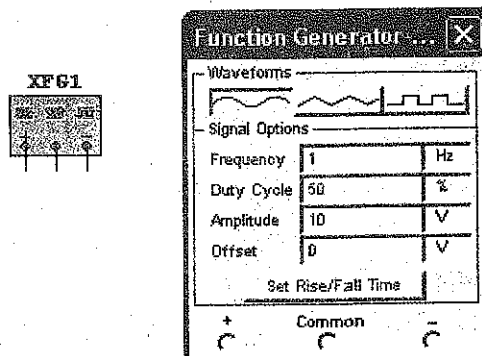 XFG1
+ -
Function Generator-... X
Waveforms
Signal Options
Frequency 1 Hz
Duty Cycle 50 %
Amplitude 10 V
Offset 0 V
Set Rise/Fall Time
+ Common -